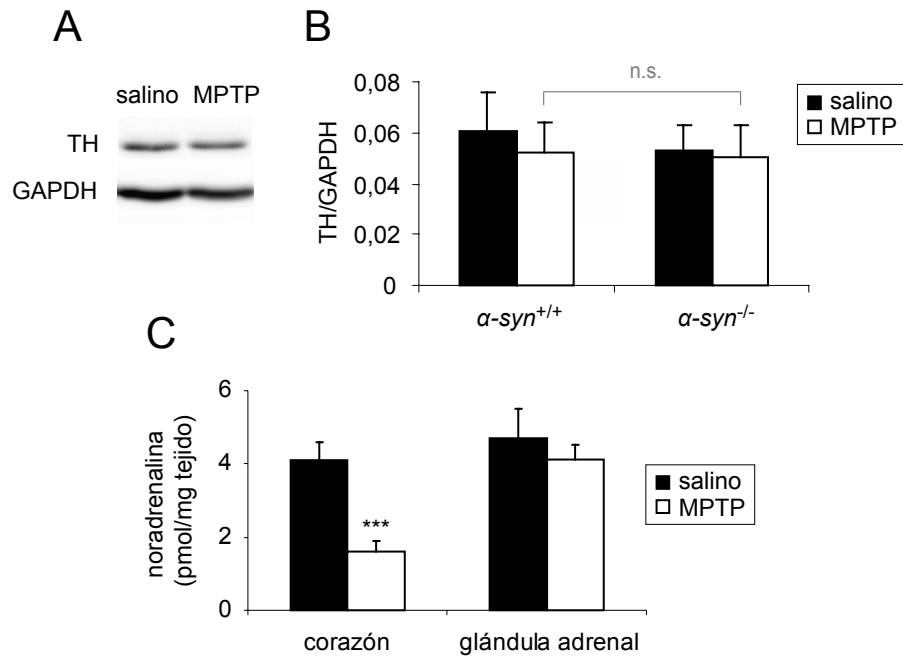 A
salino MPTP
TH
GAPDH
B
n.s.
0,08
0,06
0,04
0,02
0
TH/GAPDH
α-syn+/+
α-syn-/-
salino
MPTP
C
6
4
2
0
noradrenalina
(pmol/mg tejido)
***
corazón
glándula adrenal
salino
MPTP